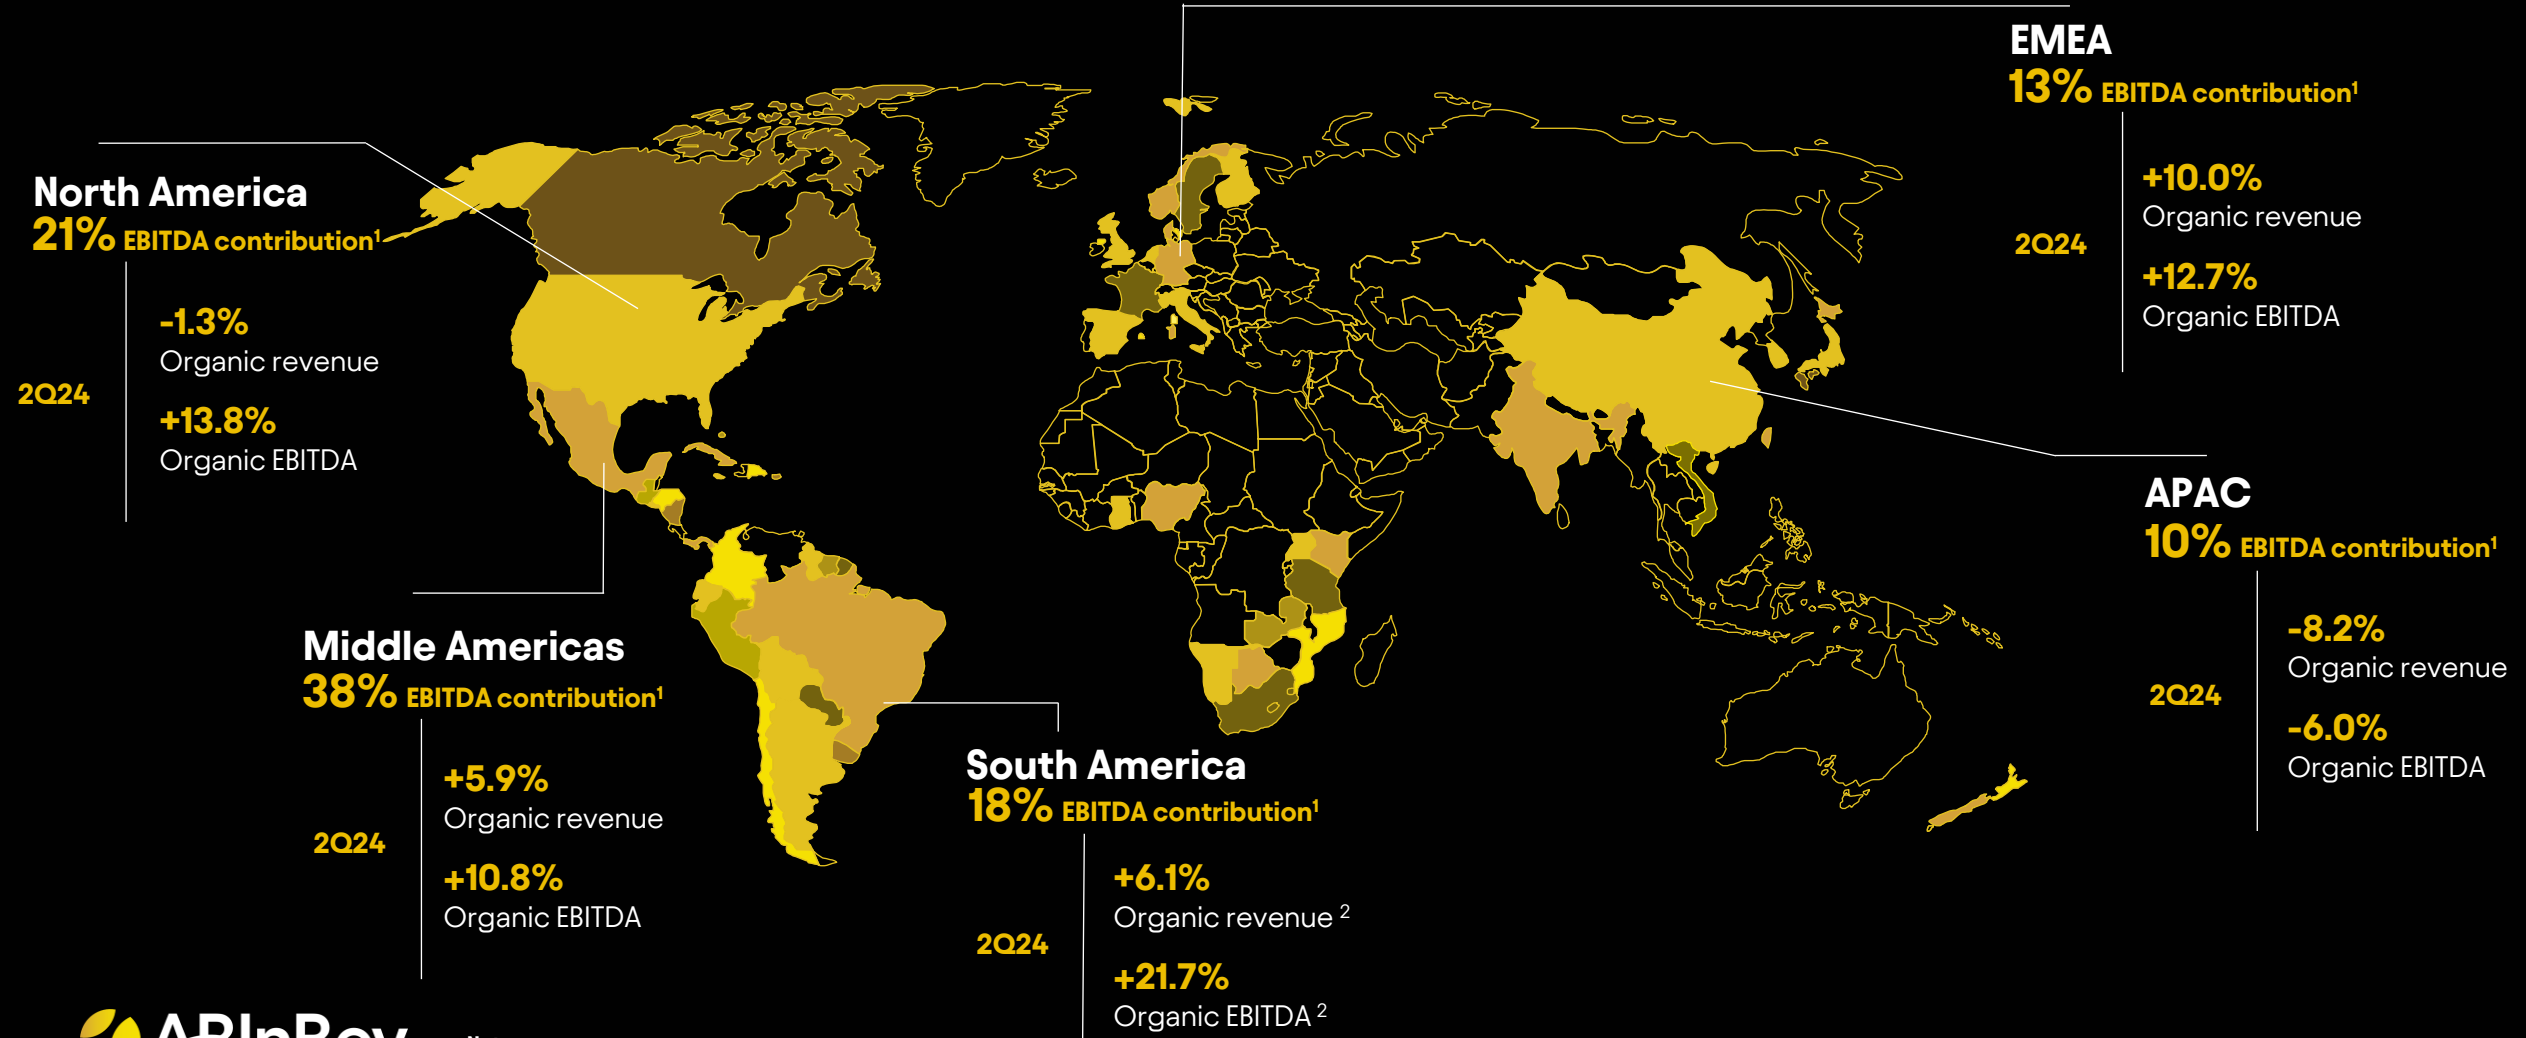 EMEA
13% EBITDA contribution¹
2Q24
+10.0%
Organic revenue
+12.7%
Organic EBITDA
North America
21% EBITDA contribution¹
2Q24
-1.3%
Organic revenue
+13.8%
Organic EBITDA
APAC
10% EBITDA contribution¹
2Q24
-8.2%
Organic revenue
-6.0%
Organic EBITDA
Middle Americas
38% EBITDA contribution¹
2Q24
+5.9%
Organic revenue
+10.8%
Organic EBITDA
South America
18% EBITDA contribution¹
2Q24
+6.1%
Organic revenue ²
+21.7%
Organic EBITDA ²
ABInBev